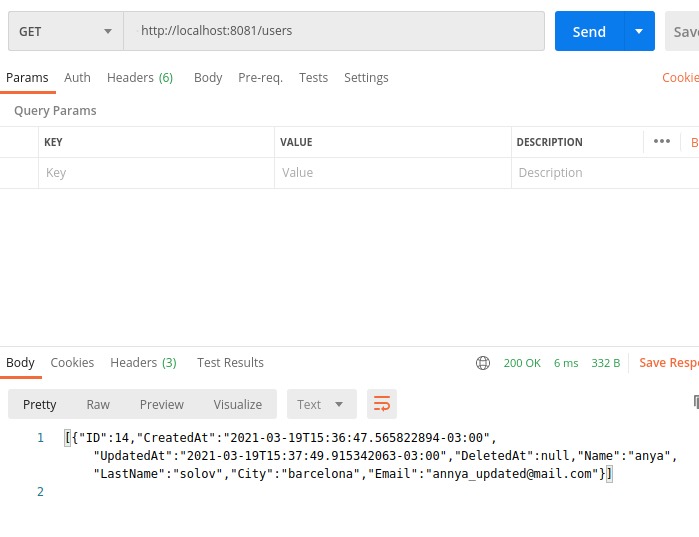 GET http://localhost:8081/users Send Save
Params Auth Headers (6) Body Pre-req. Tests Settings Cookie
Query Params
KEY VALUE DESCRIPTION ••• B
Key Value Description
Body Cookies Headers (3) Test Results 200 OK 6 ms 332 B Save Respo
Pretty Raw Preview Visualize Text
1 [{"ID":14,"CreatedAt":"2021-03-19T15:36:47.565822894-03:00",
"UpdatedAt":"2021-03-19T15:37:49.915342063-03:00","DeletedAt":null,"Name":"anya",
"LastName":"solov","City":"barcelona","Email":"annya_updated@mail.com"}]
2